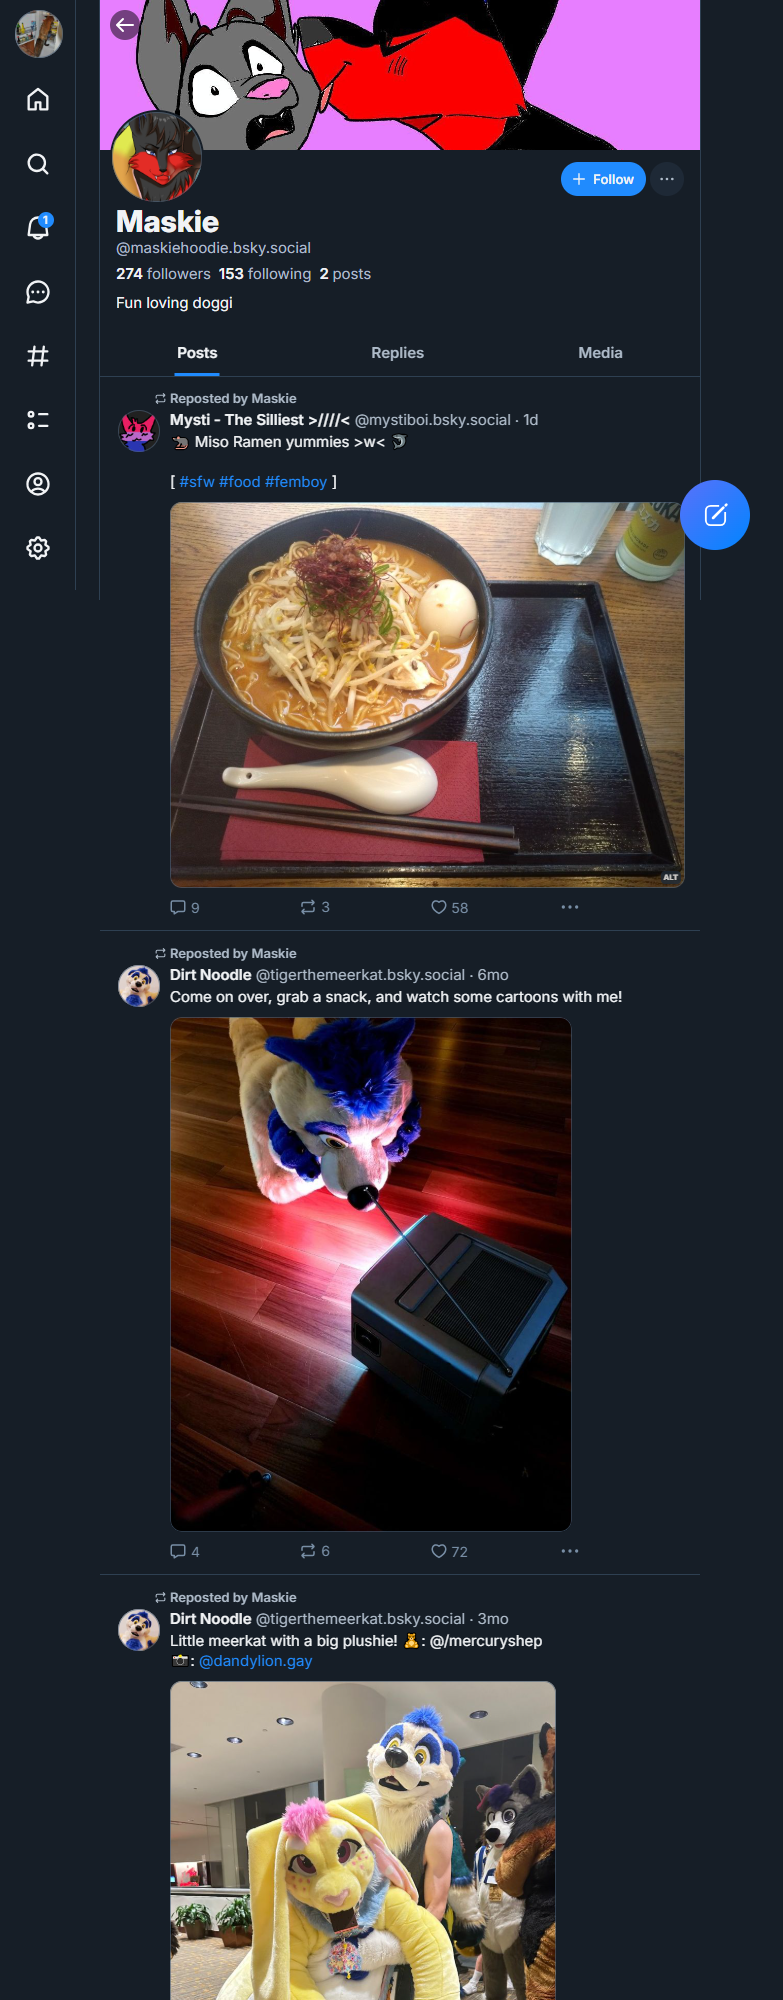 1
Follow
Maskie
@maskiehoodie.bsky.social
274 followers 153 following 2 posts
Fun loving doggi
Posts Replies Media
Reposted by Maskie
Mysti - The Silliest >////< @mystiboi.bsky.social · 1d
🐀 Miso Ramen yummies >w< 🦈
[ #sfw #food #femboy ]
ALT
9 3 58
Reposted by Maskie
Dirt Noodle @tigerthemeerkat.bsky.social · 6mo
Come on over, grab a snack, and watch some cartoons with me!
4 6 72
Reposted by Maskie
Dirt Noodle @tigerthemeerkat.bsky.social · 3mo
Little meerkat with a big plushie! 🧸: @/mercuryshep
📸: @dandylion.gay